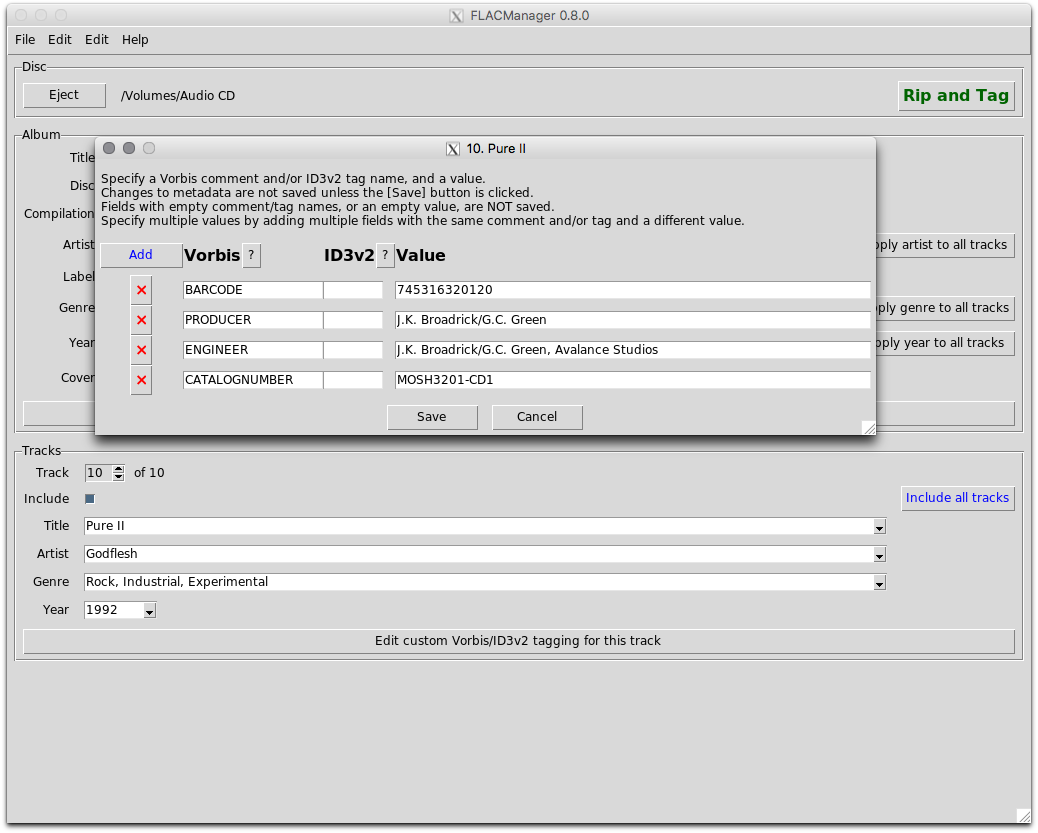 FLACManager 0.8.0
File Edit Edit Help
Disc
Eject /Volumes/Audio CD Rip and Tag
Album
Title
Disc
Compilation
Artist
Label
Genre
Year
Cover
10. Pure II
Specify a Vorbis comment and/or ID3v2 tag name, and a value.
Changes to metadata are not saved unless the [Save] button is clicked.
Fields with empty comment/tag names, or an empty value, are NOT saved.
Specify multiple values by adding multiple fields with the same comment and/or tag and a different value.
Add Vorbis ? ID3v2 ? Value
BARCODE 745316320120
PRODUCER J.K. Broadrick/G.C. Green
ENGINEER J.K. Broadrick/G.C. Green, Avalance Studios
CATALOGNUMBER MOSH3201-CD1
Save Cancel
pply artist to all tracks
ply genre to all tracks
pply year to all tracks
Tracks
Track 10 of 10
Include Include all tracks
Title Pure II
Artist Godflesh
Genre Rock, Industrial, Experimental
Year 1992
Edit custom Vorbis/ID3v2 tagging for this track